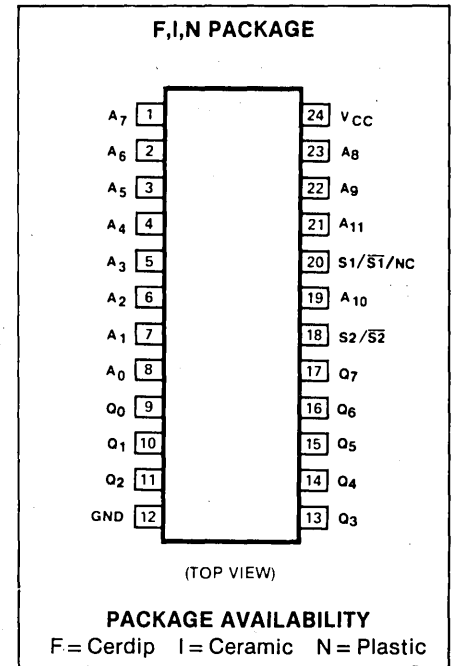 F,I,N PACKAGE
A7 1 24 VCC
A6 2 23 A8
A5 3 22 A9
A4 4 21 A11
A3 5 20 S1/S̅1̅/NC
A2 6 19 A10
A1 7 18 S2/S̅2̅
A0 8 17 Q7
Q0 9 16 Q6
Q1 10 15 Q5
Q2 11 14 Q4
GND 12 13 Q3
(TOP VIEW)
PACKAGE AVAILABILITY
F = Cerdip I = Ceramic N = Plastic